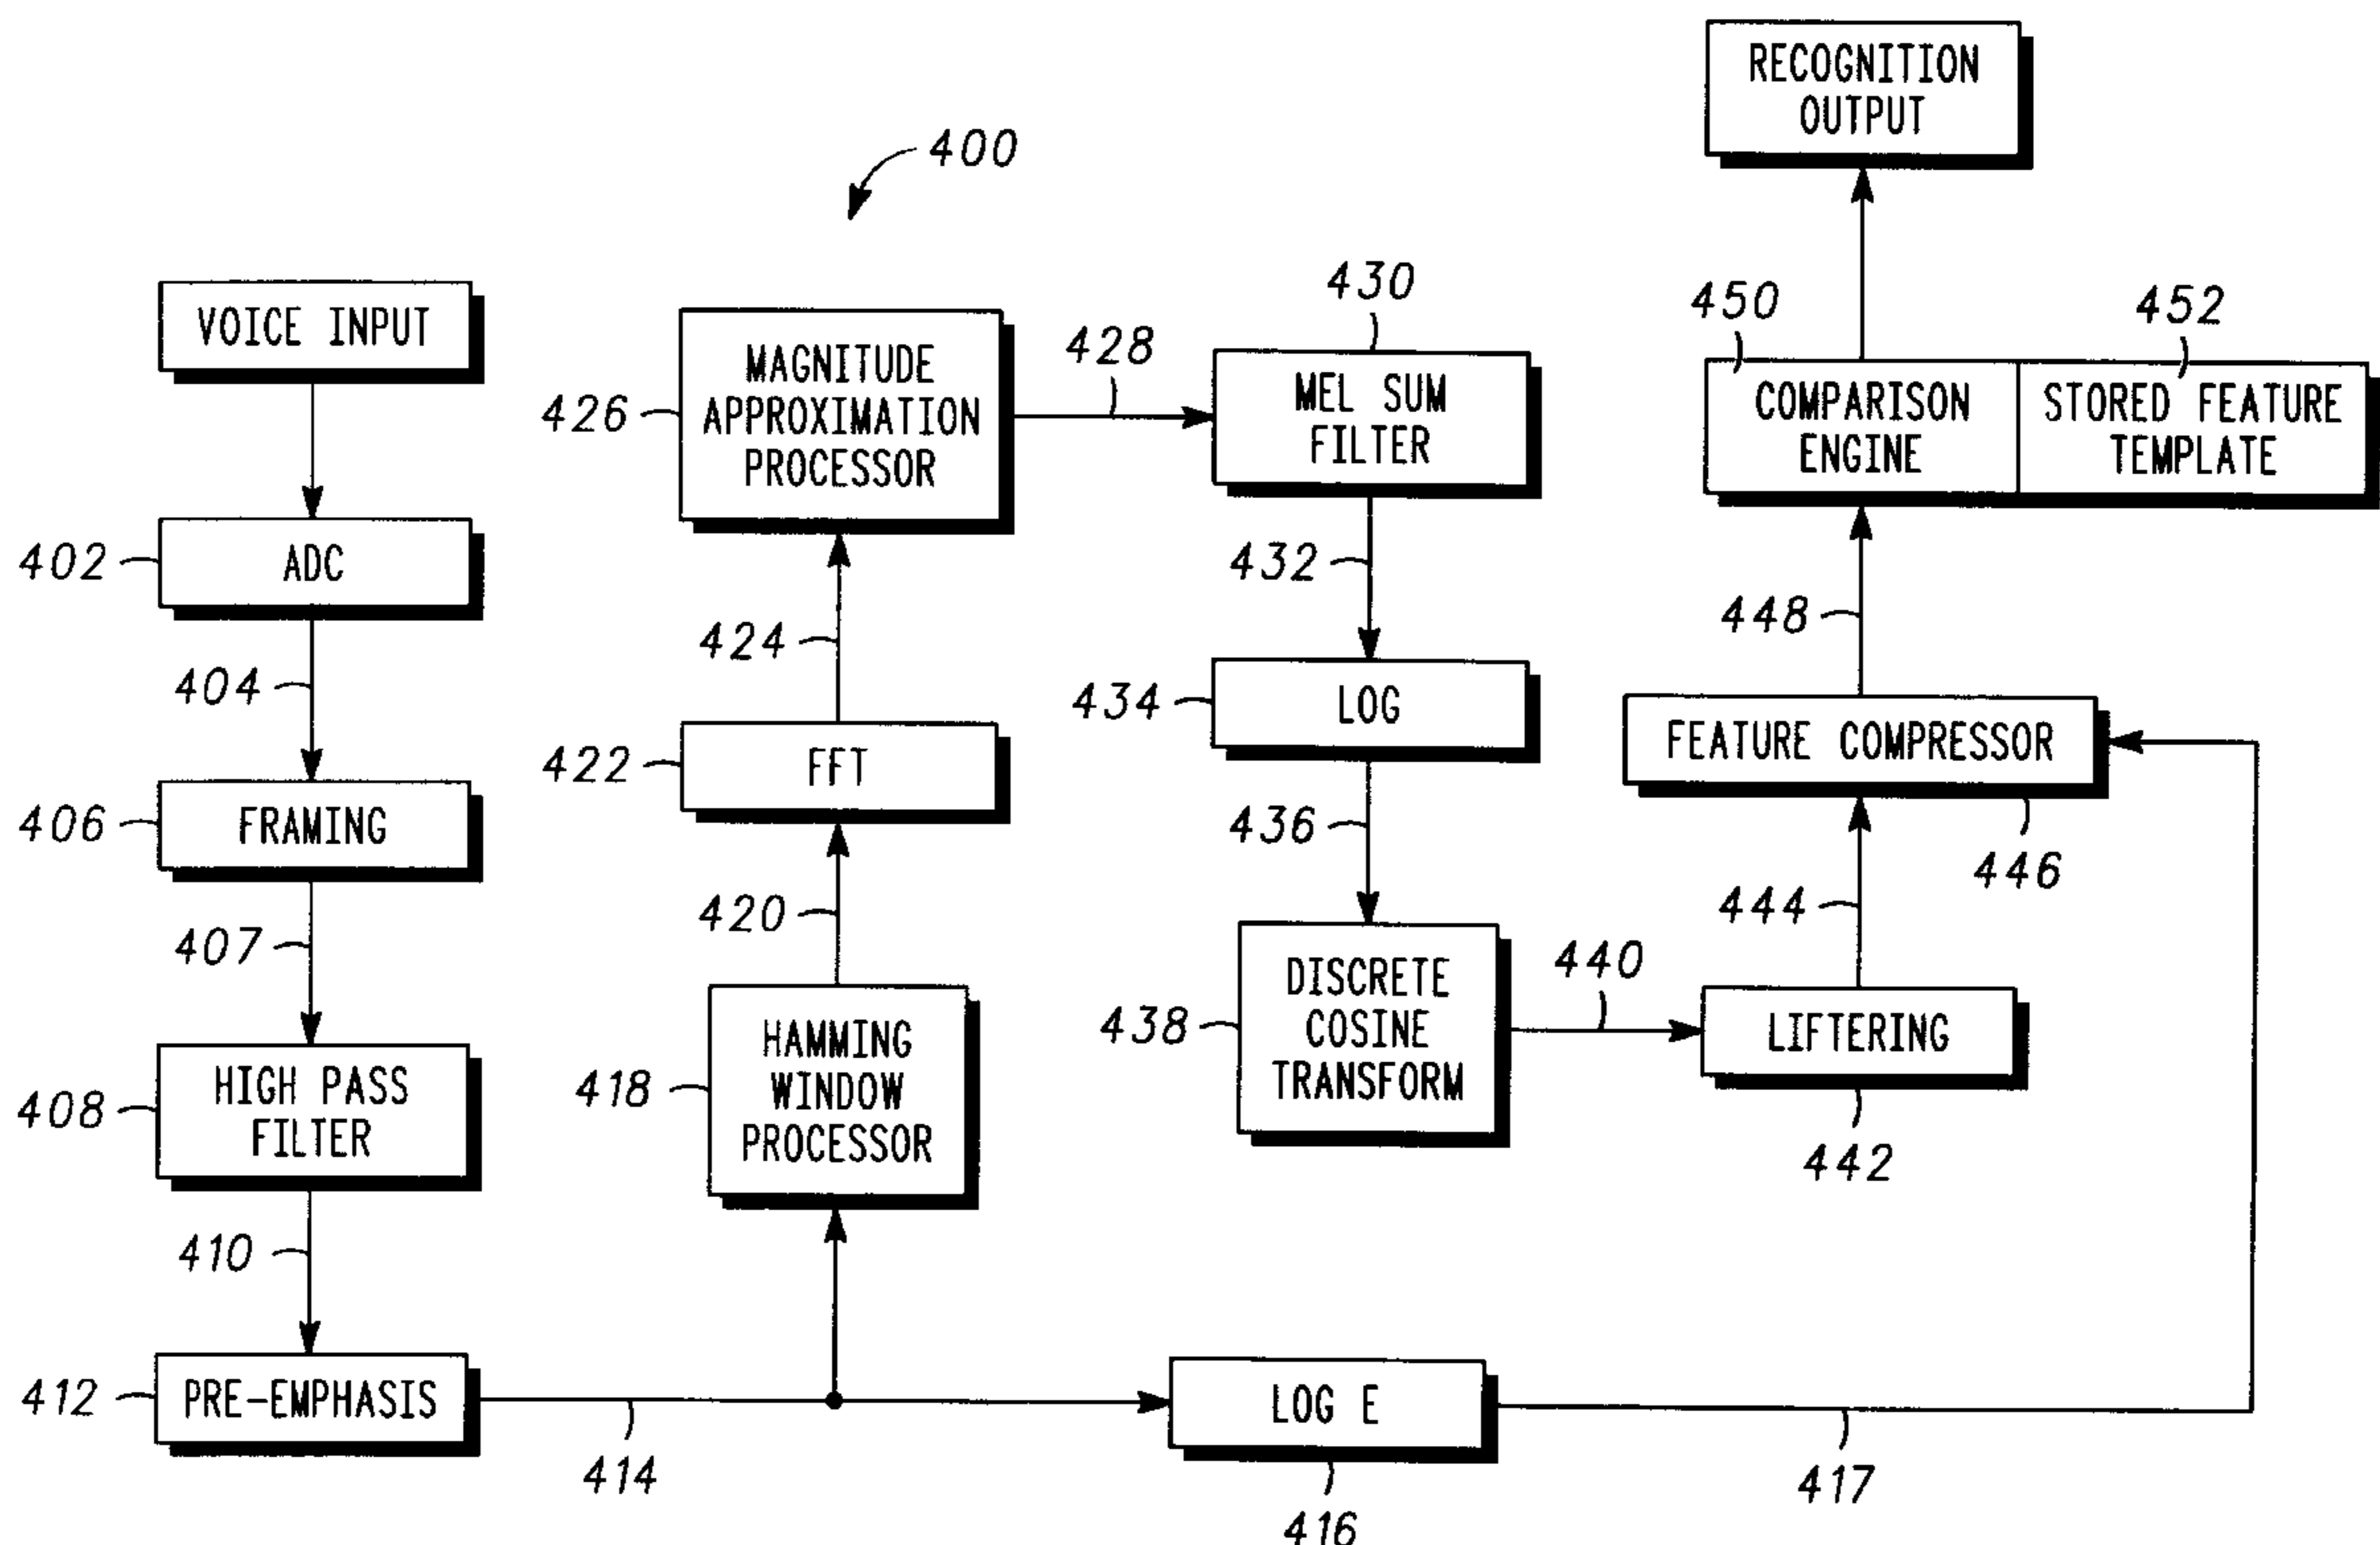 400
VOICE INPUT
402
ADC
404
406
FRAMING
407
408
HIGH PASS
FILTER
410
412
PRE-EMPHASIS
414
418
HAMMING
WINDOW
PROCESSOR
420
422
FFT
424
426
MAGNITUDE
APPROXIMATION
PROCESSOR
428
430
MEL SUM
FILTER
432
434
LOG
436
438
DISCRETE
COSINE
TRANSFORM
440
LIFTERING
442
444
FEATURE COMPRESSOR
446
448
450
COMPARISON
ENGINE
452
STORED FEATURE
TEMPLATE
RECOGNITION
OUTPUT
LOG E
416
417